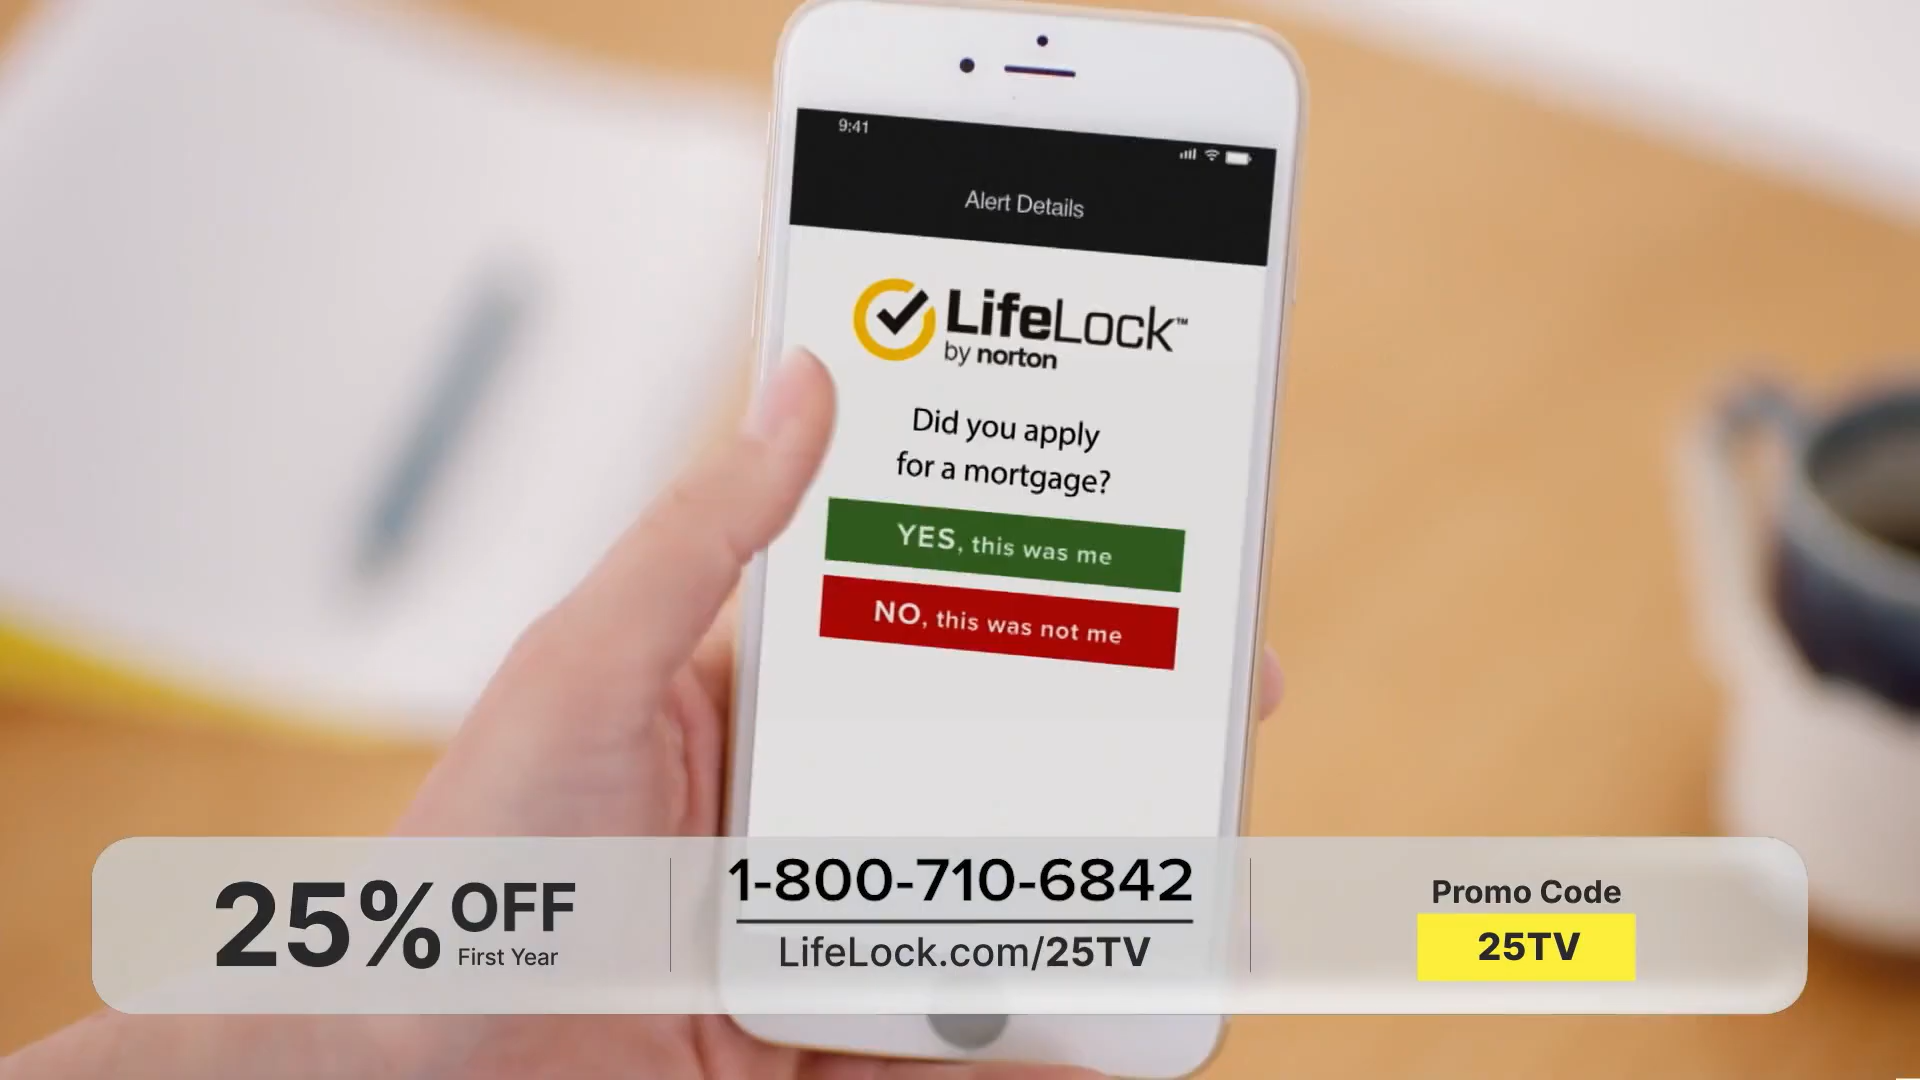 9:41
Alert Details
LifeLock™
by norton
Did you apply
for a mortgage?
YES, this was me
NO, this was not me
25% OFF
First Year
1-800-710-6842
LifeLock.com/25TV
Promo Code
25TV